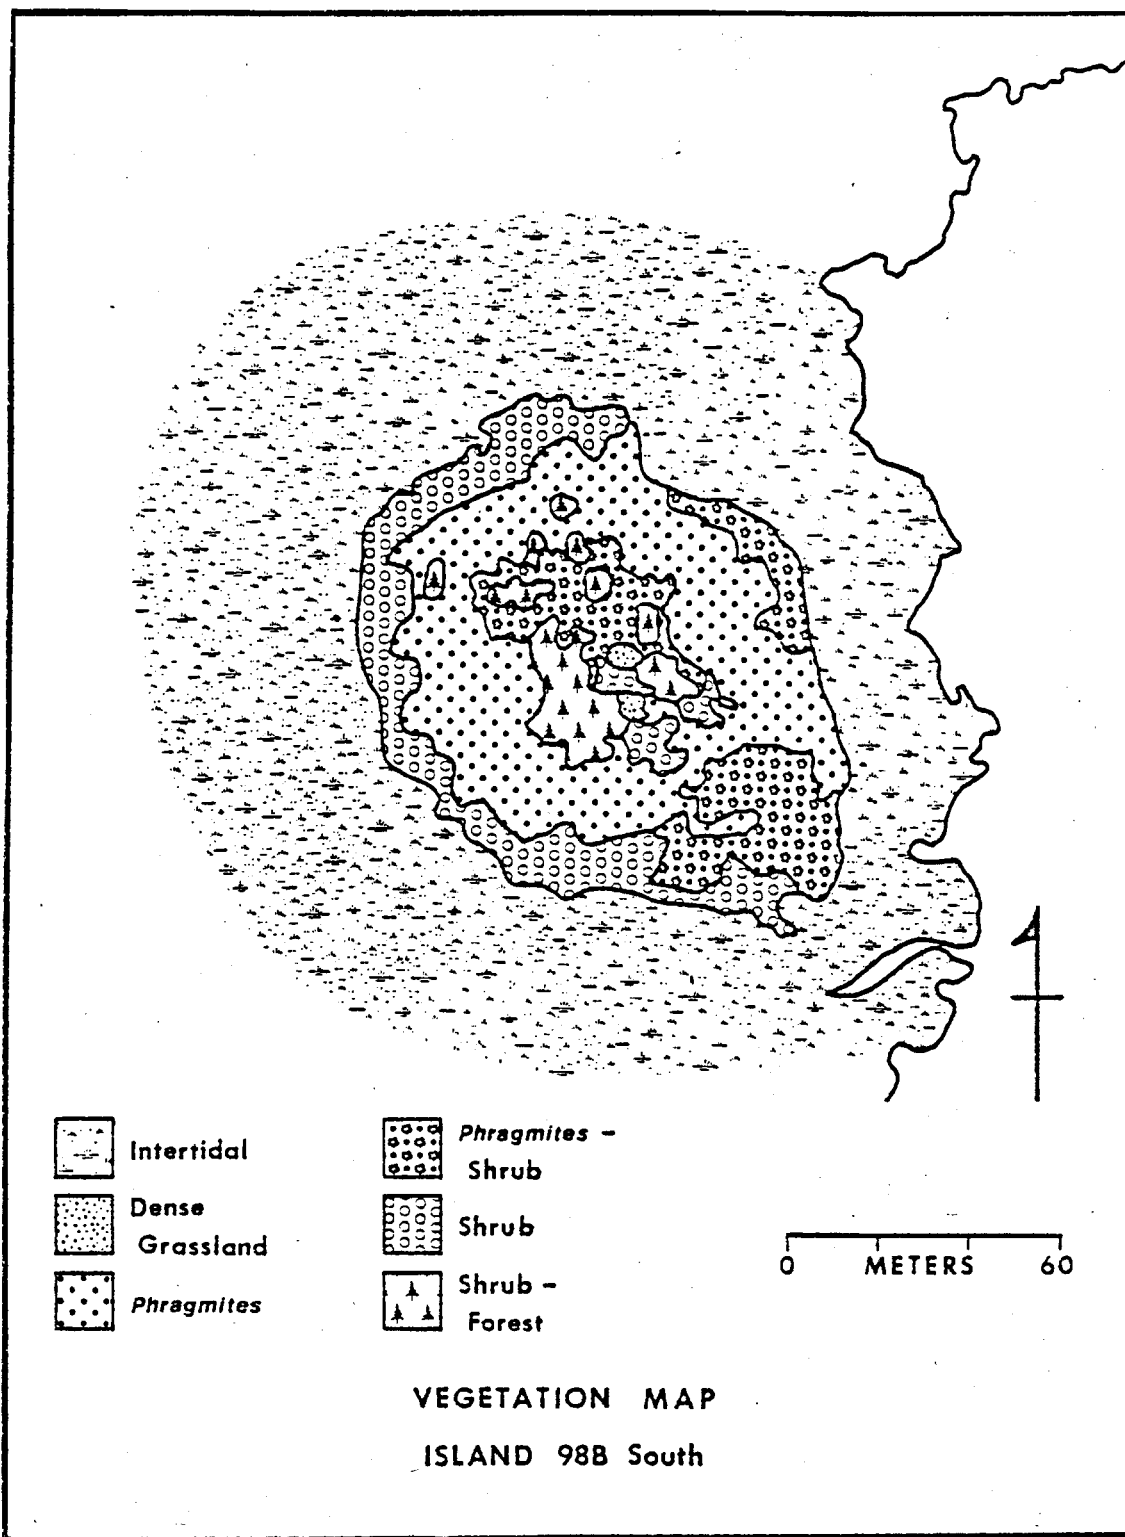 Intertidal
Dense
Grassland
Phragmites
Phragmites –
Shrub
Shrub
Shrub –
Forest
0 METERS 60
VEGETATION MAP
ISLAND 98B South